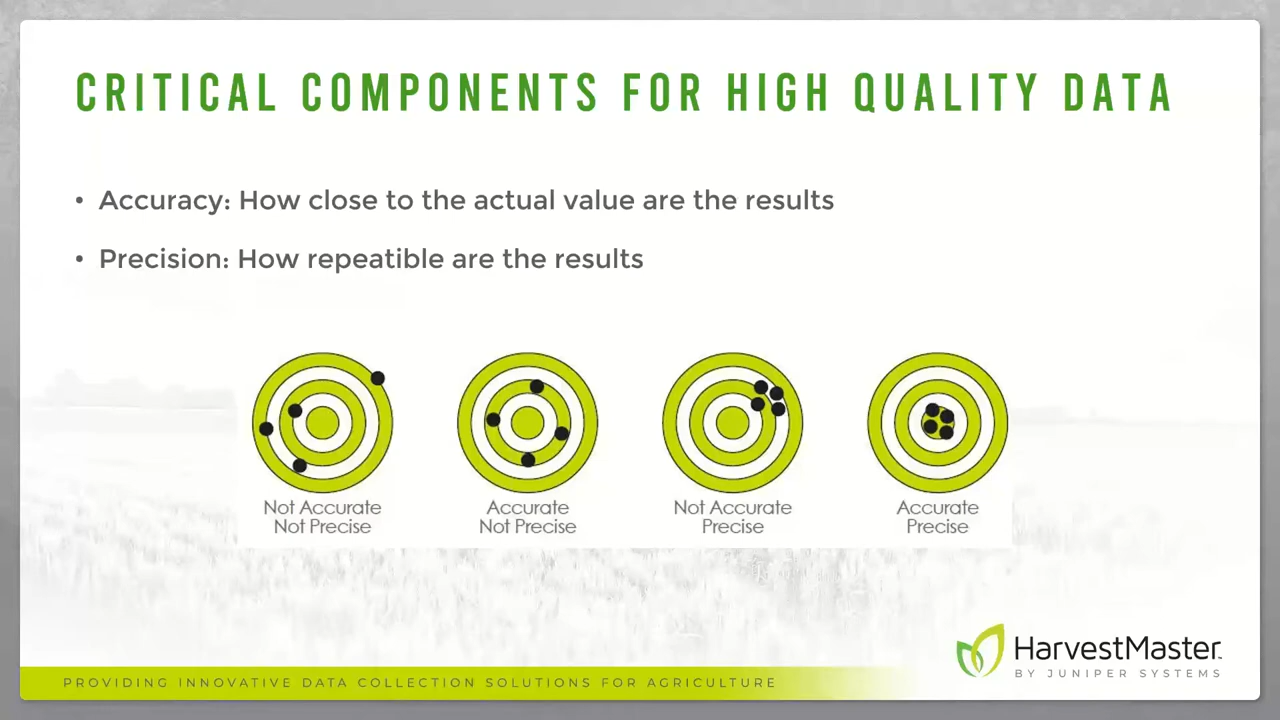 CRITICAL COMPONENTS FOR HIGH QUALITY DATA
• Accuracy: How close to the actual value are the results
• Precision: How repeatible are the results
Not Accurate
Not Precise
Accurate
Not Precise
Not Accurate
Precise
Accurate
Precise
HarvestMaster™
BY JUNIPER SYSTEMS
PROVIDING INNOVATIVE DATA COLLECTION SOLUTIONS FOR AGRICULTURE